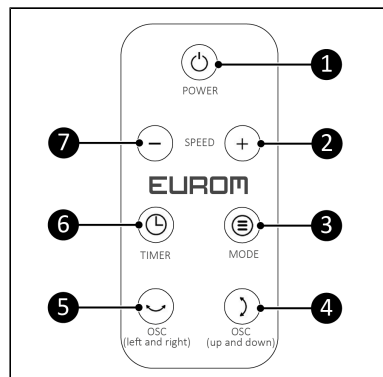 1
POWER
7
SPEED
2
EUROM
6
3
TIMER
MODE
5
4
OSC
(left and right)
OSC
(up and down)